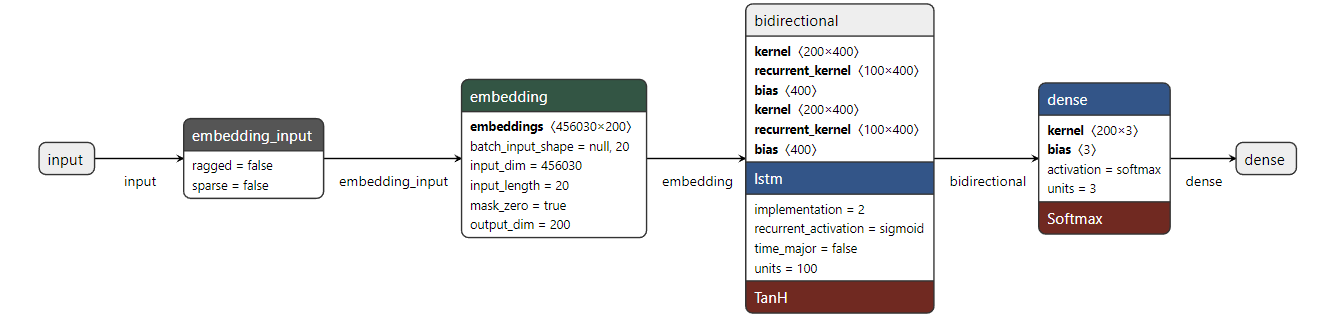 input
input
embedding_input
ragged = false
sparse = false
embedding_input
embedding
embeddings 〈456030×200〉
batch_input_shape = null, 20
input_dim = 456030
input_length = 20
mask_zero = true
output_dim = 200
embedding
bidirectional
kernel 〈200×400〉
recurrent_kernel 〈100×400〉
bias 〈400〉
kernel 〈200×400〉
recurrent_kernel 〈100×400〉
bias 〈400〉
lstm
implementation = 2
recurrent_activation = sigmoid
time_major = false
units = 100
TanH
bidirectional
dense
kernel 〈200×3〉
bias 〈3〉
activation = softmax
units = 3
Softmax
dense
dense